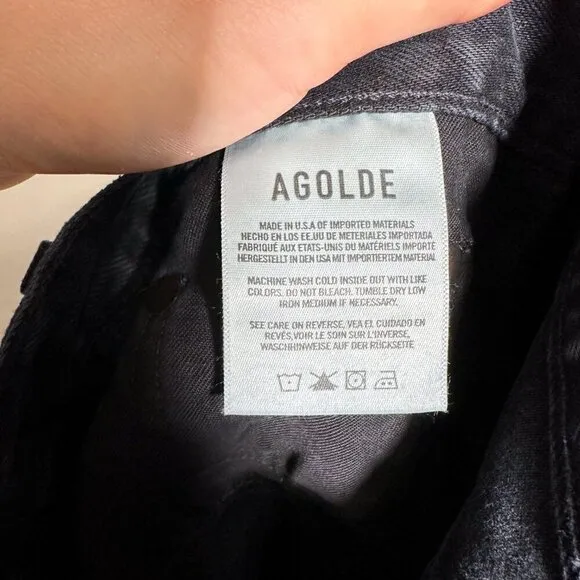 AGOLDE
MADE IN U.S.A OF IMPORTED MATERIALS
HECHO EN LOS EE.UU DE METERIALES IMPORTADA
FABRIQUÉ AUX ETATS-UNIS DU MATÉRIELS IMPORTÉ
HERGESTELLT IN DEN USA MIT IMPORTIERTEM MATERIAL
MACHINE WASH COLD INSIDE OUT WITH LIKE
COLORS. DO NOT BLEACH. TUMBLE DRY LOW
IRON MEDIUM IF NECESSARY.
SEE CARE ON REVERSE, VEA EL CUIDADO EN
REVÉS,VOIR LE SOIN SUR L'INVERSE,
WASCHHINWEISE AUF DER RÜCKSEITE